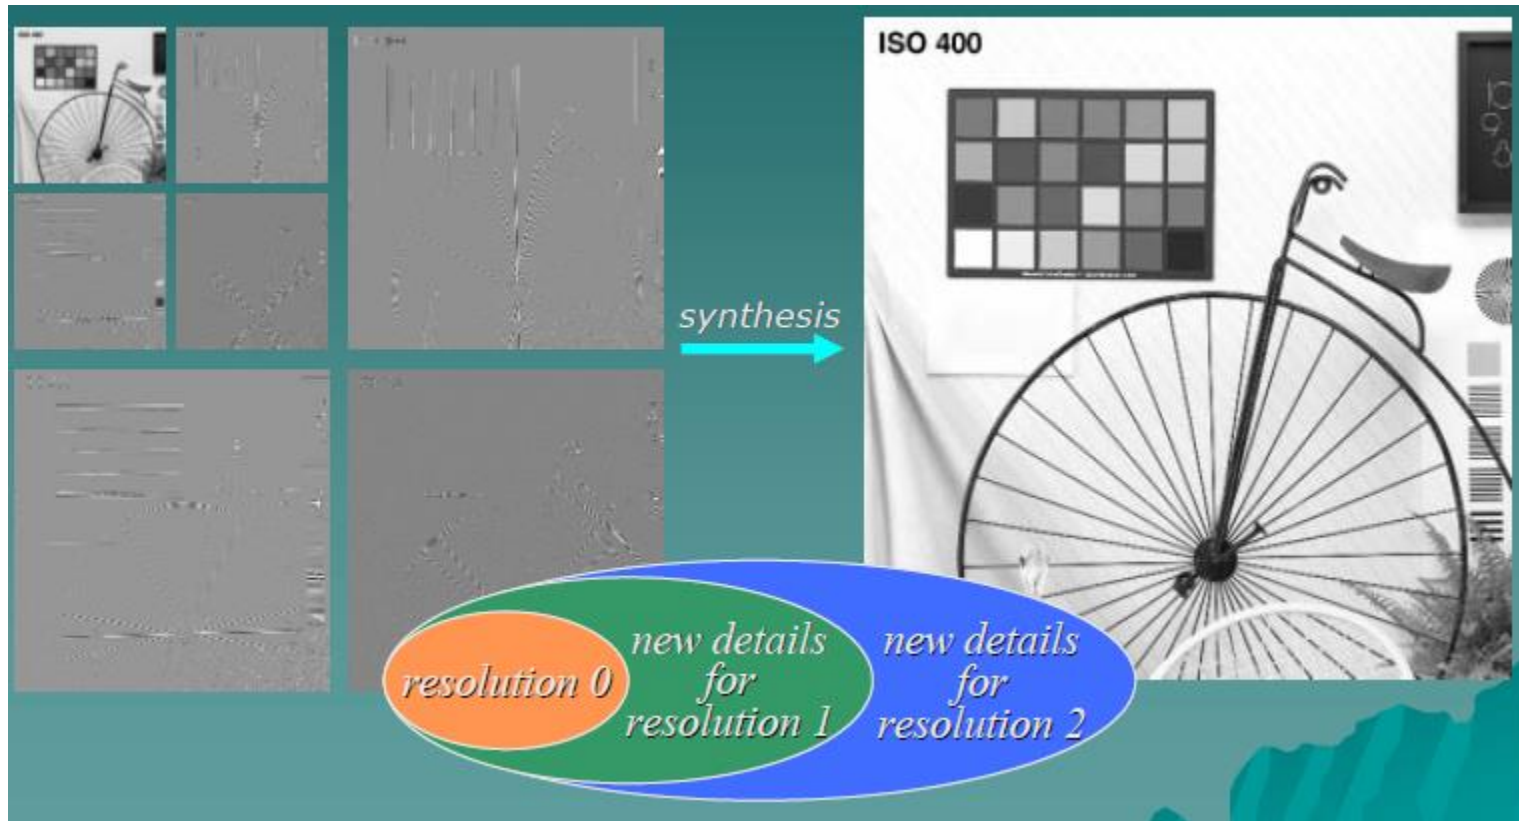 ISO 400
synthesis
resolution 0
new details
for
resolution 1
new details
for
resolution 2